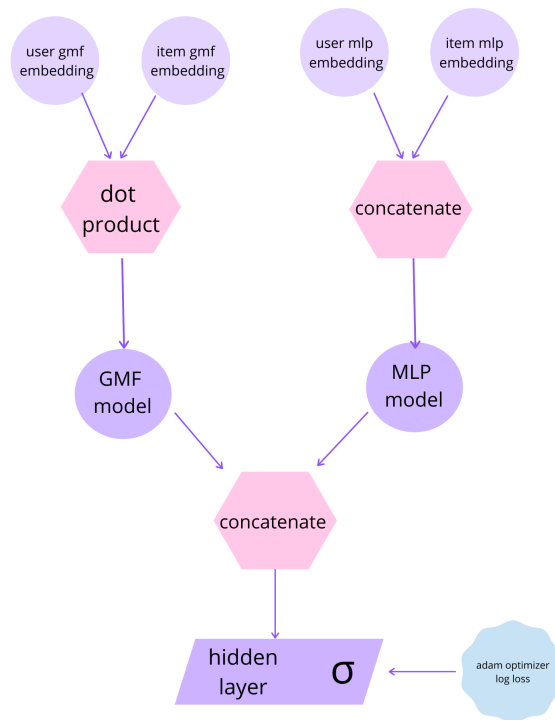 user gmf
embedding
item gmf
embedding
user mlp
embedding
item mlp
embedding
dot
product
concatenate
GMF
model
MLP
model
concatenate
hidden
layer
σ
adam optimizer
log loss